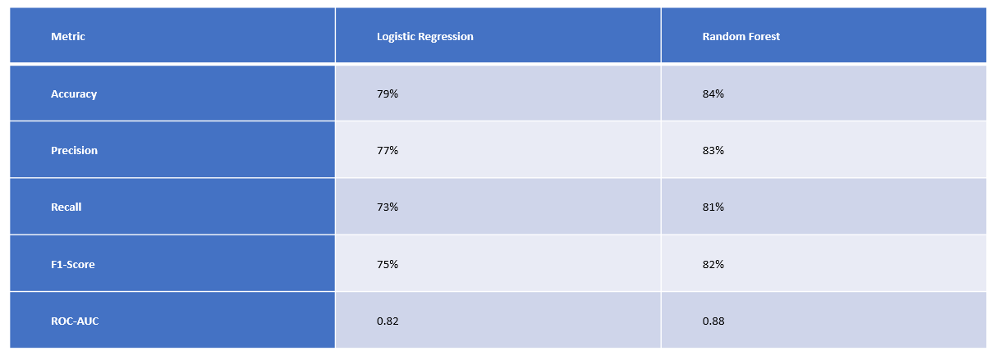 Metric Logistic Regression Random Forest
Accuracy 79% 84%
Precision 77% 83%
Recall 73% 81%
F1-Score 75% 82%
ROC-AUC 0.82 0.88